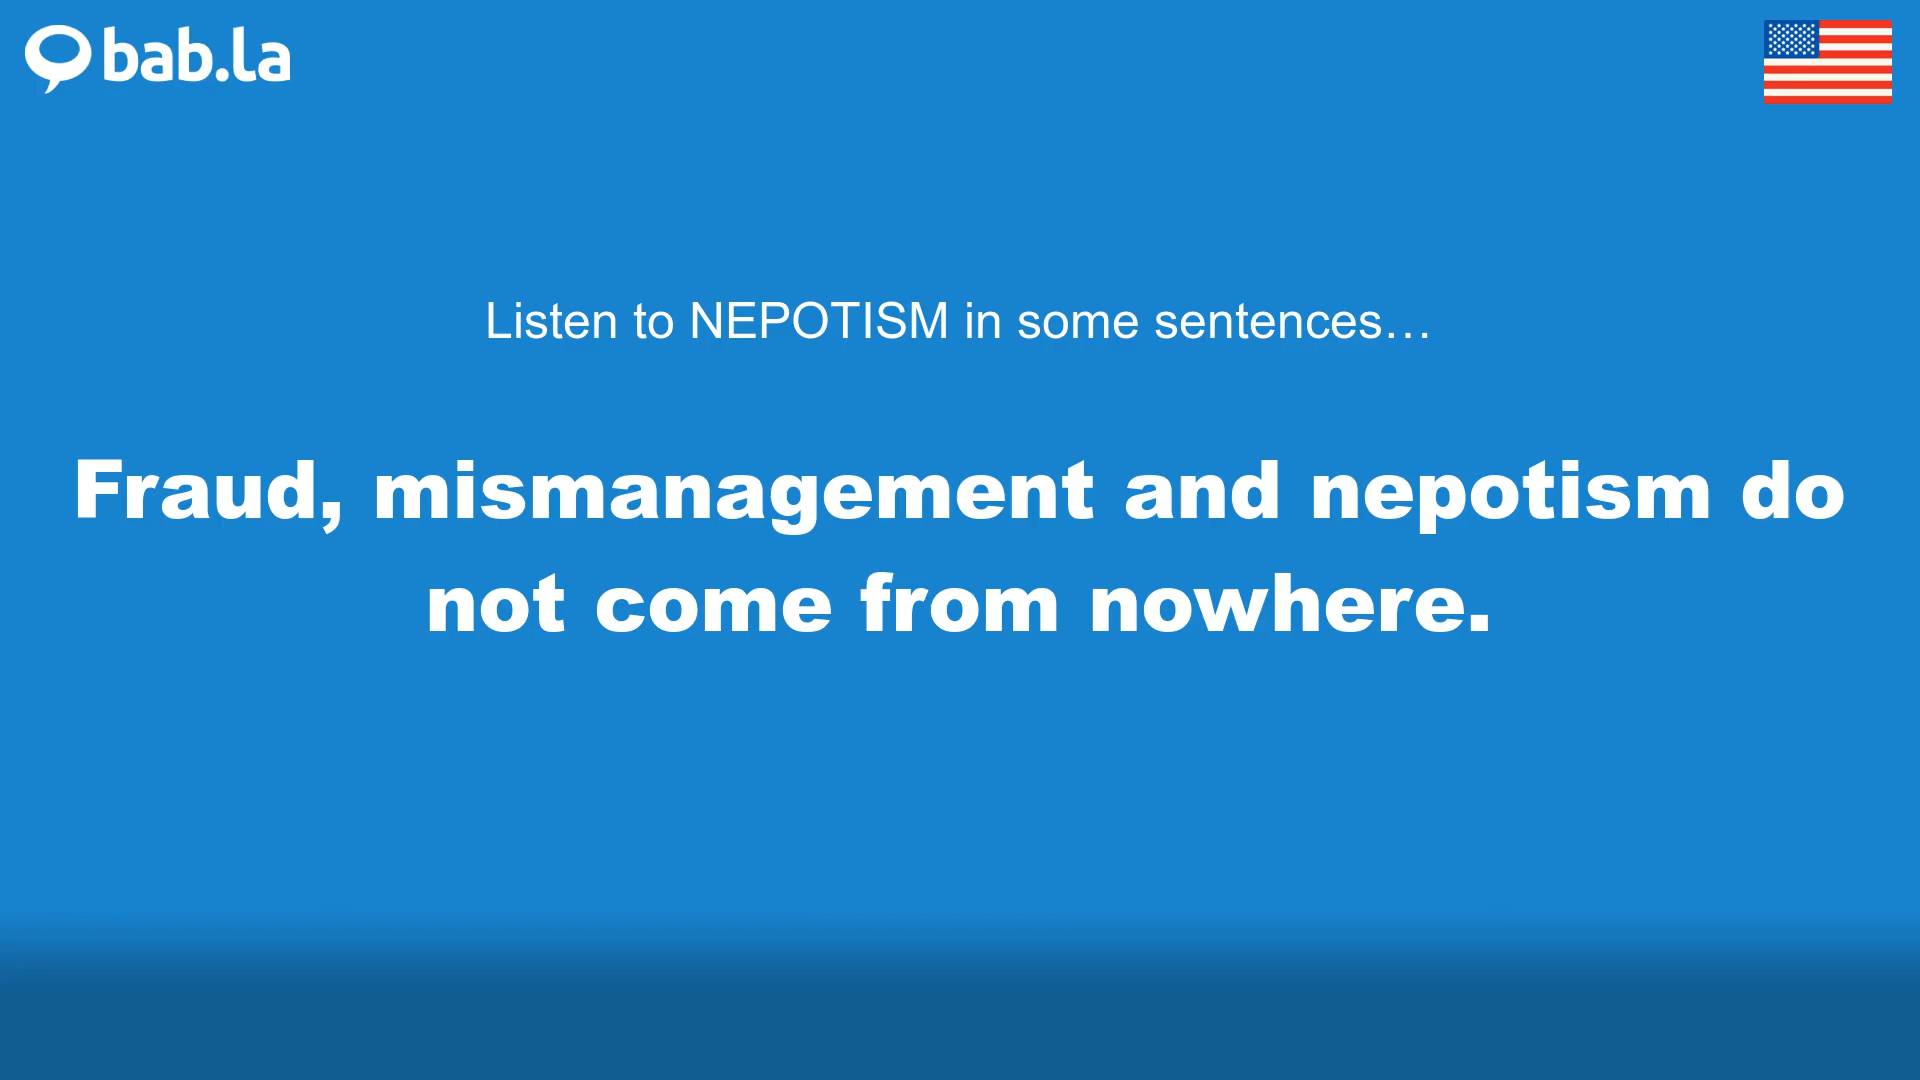 bab.la
Listen to NEPOTISM in some sentences…
Fraud, mismanagement and nepotism do
not come from nowhere.